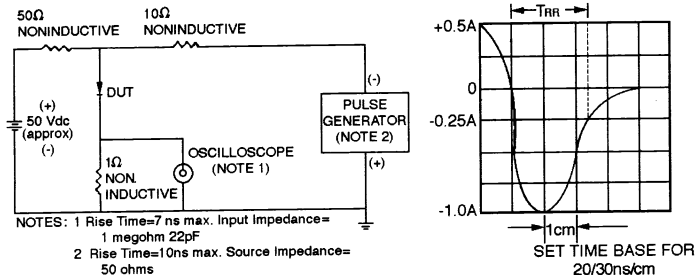 50Ω
NONINDUCTIVE
10Ω
NONINDUCTIVE
DUT
(+)
50 Vdc
(approx)
(-)
1Ω
NON.
INDUCTIVE
OSCILLOSCOPE
(NOTE 1)
(-)
PULSE
GENERATOR
(NOTE 2)
(+)
NOTES: 1 Rise Time=7 ns max. Input Impedance=
1 megohm 22pF
2 Rise Time=10ns max. Source Impedance=
50 ohms
TRR
+0.5A
0
-0.25A
-1.0A
1cm
SET TIME BASE FOR
20/30ns/cm